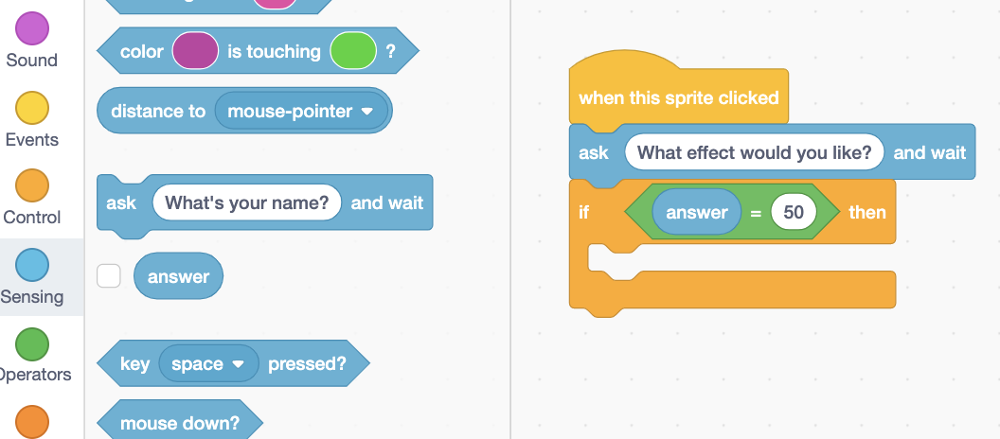 Sound
Events
Control
Sensing
Operators
color is touching ?
distance to mouse-pointer
ask What's your name? and wait
answer
key space pressed?
mouse down?
when this sprite clicked
ask What effect would you like? and wait
if answer = 50 then